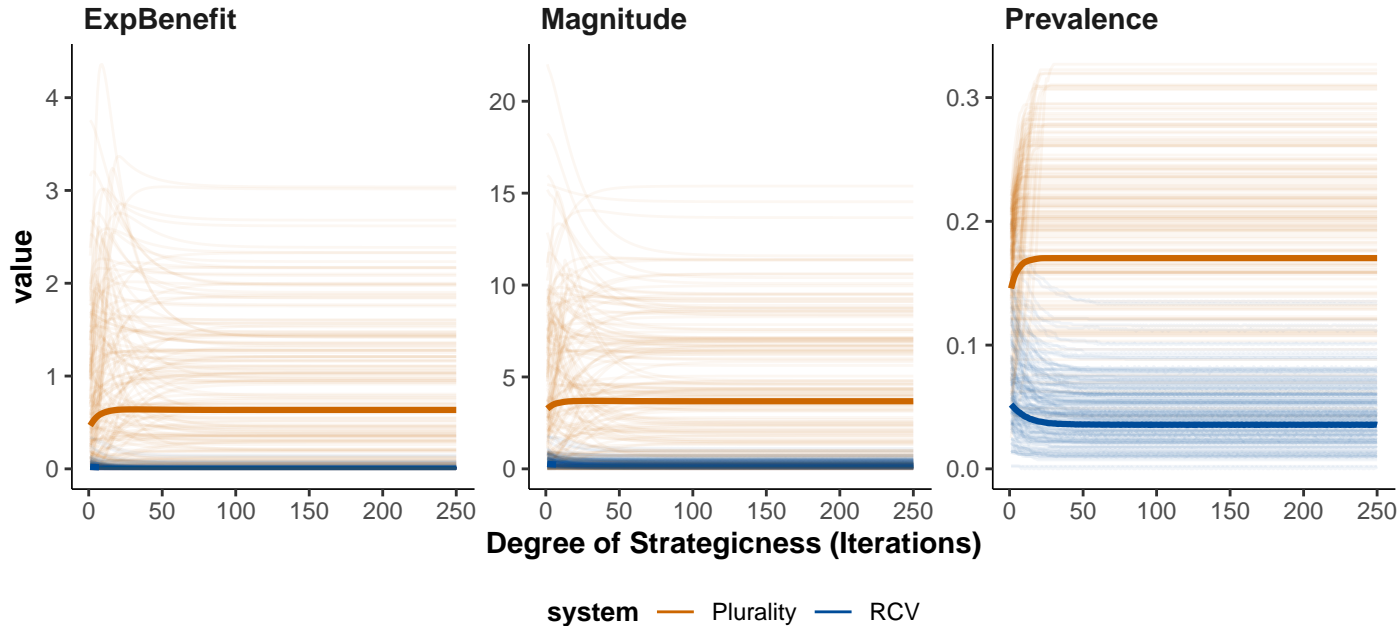 ExpBenefit
Magnitude
Prevalence
value
4
3
2
1
0
20
15
10
5
0
0.3
0.2
0.1
0.0
0 50 100 150 200 250
0 50 100 150 200 250
0 50 100 150 200 250
Degree of Strategicness (Iterations)
system Plurality RCV